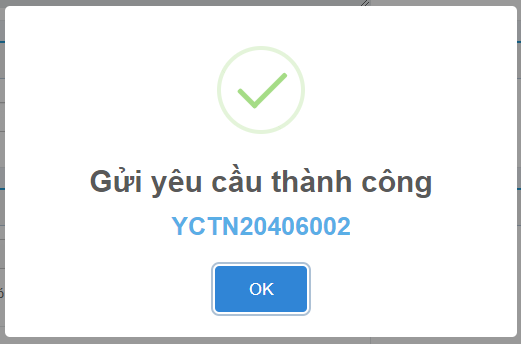 Gửi yêu cầu thành công
YCTN20406002
OK